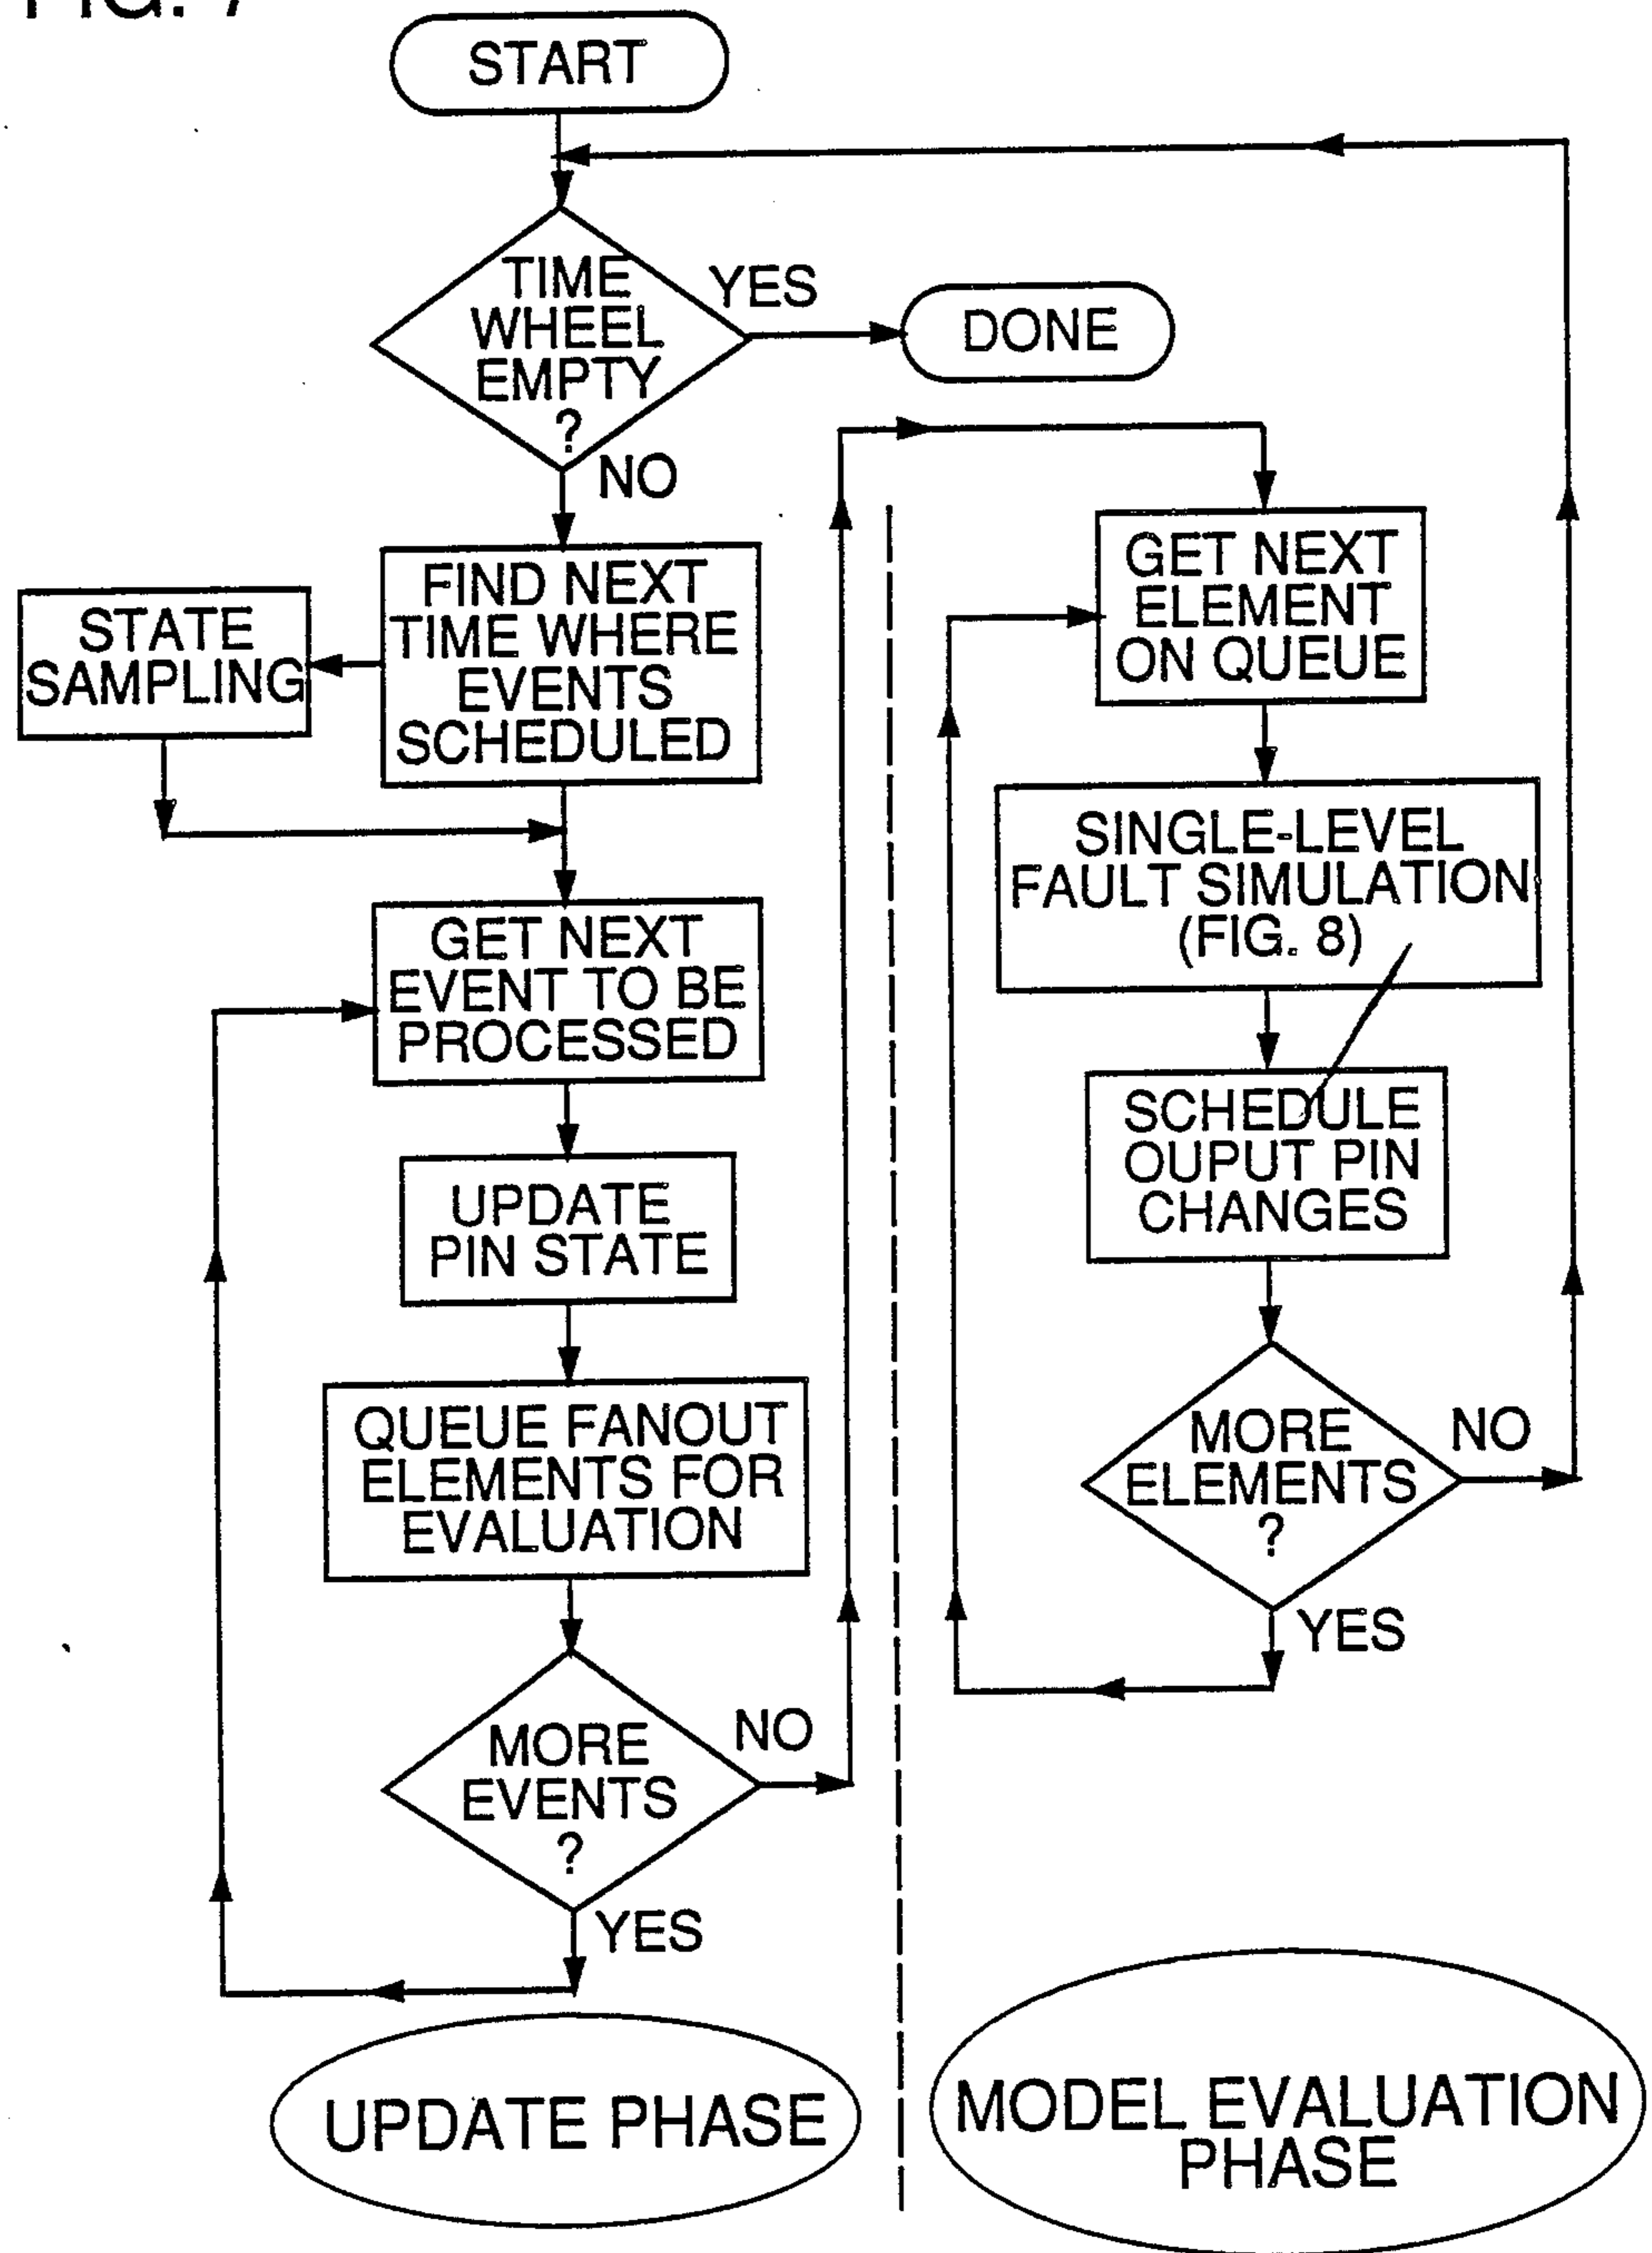 FIG. 7
START
TIME
WHEEL
EMPTY
?
YES
DONE
NO
FIND NEXT
TIME WHERE
EVENTS
SCHEDULED
STATE
SAMPLING
GET NEXT
EVENT TO BE
PROCESSED
UPDATE
PIN STATE
QUEUE FANOUT
ELEMENTS FOR
EVALUATION
MORE
EVENTS
?
NO
YES
UPDATE PHASE
GET NEXT
ELEMENT
ON QUEUE
SINGLE-LEVEL
FAULT SIMULATION
(FIG. 8)
SCHEDULE
OUPUT PIN
CHANGES
MORE
ELEMENTS
?
NO
YES
MODEL EVALUATION
PHASE